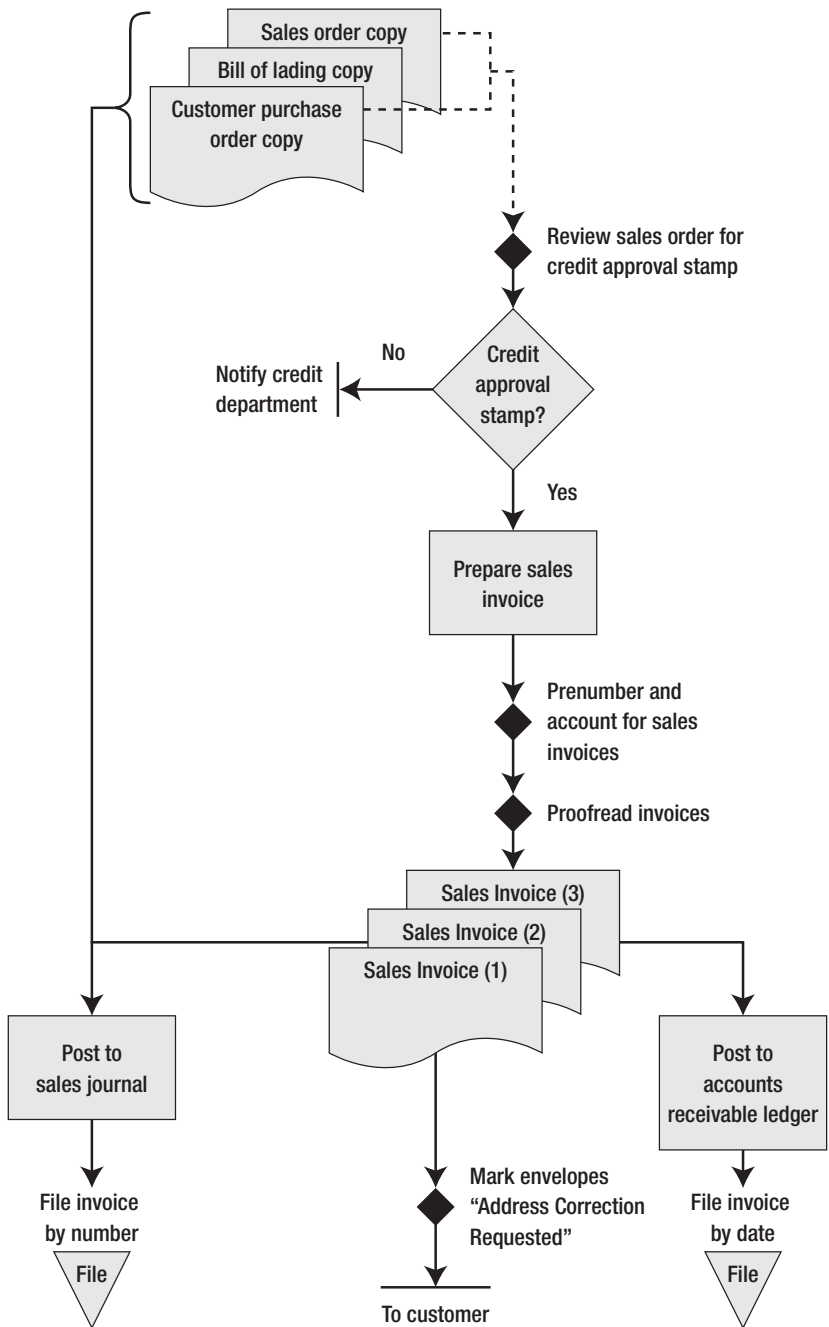 Sales order copy
Bill of lading copy
Customer purchase
order copy
Review sales order for
credit approval stamp
Credit
approval
stamp?
No
Notify credit
department
Yes
Prepare sales
invoice
Prenumber and
account for sales
invoices
Proofread invoices
Sales Invoice (3)
Sales Invoice (2)
Sales Invoice (1)
Post to
sales journal
Post to
accounts
receivable ledger
Mark envelopes
“Address Correction
Requested”
File invoice
by number
File
To customer
File invoice
by date
File